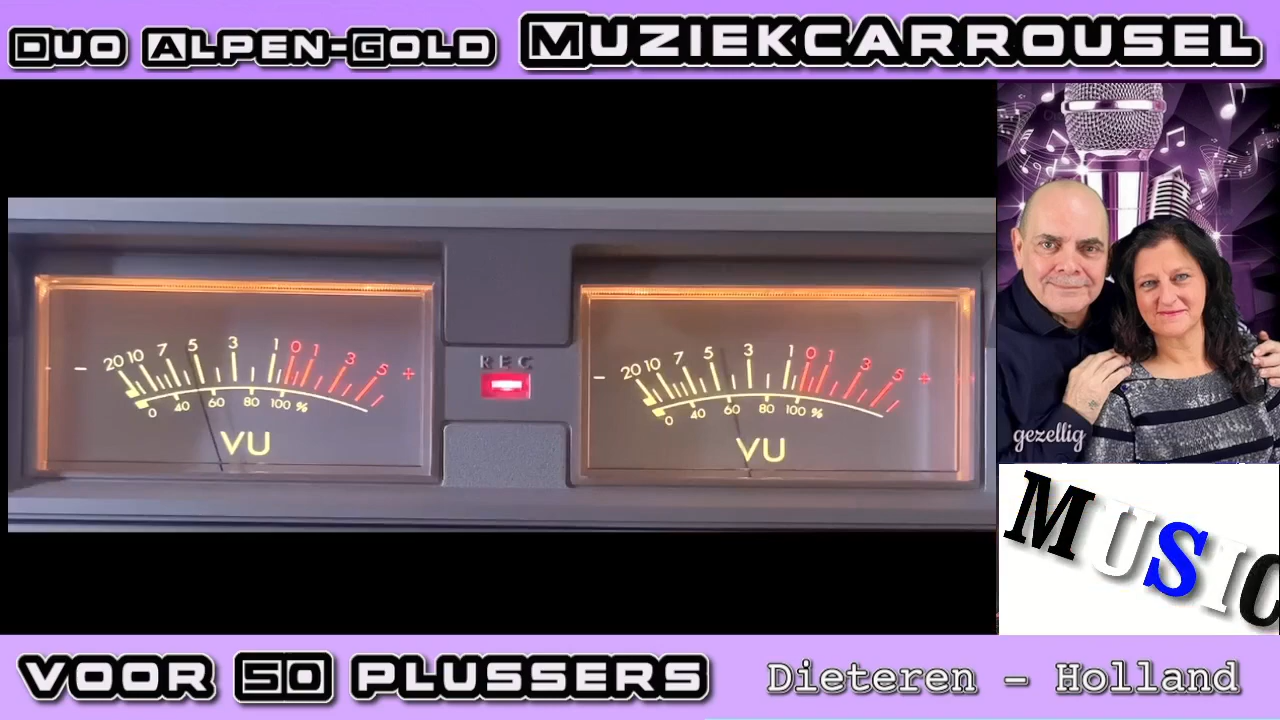 Duo Alpen-Gold Muziekcarrousel
- 20 10 7 5 3 1 0 1 3 5 +
0 40 60 80 100 %
VU
REC
- 20 10 7 5 3 1 0 1 3 5 +
0 40 60 80 100 %
VU
gezellig
MUSIC
VOOR 50 PLUSSERS Dieteren - Holland